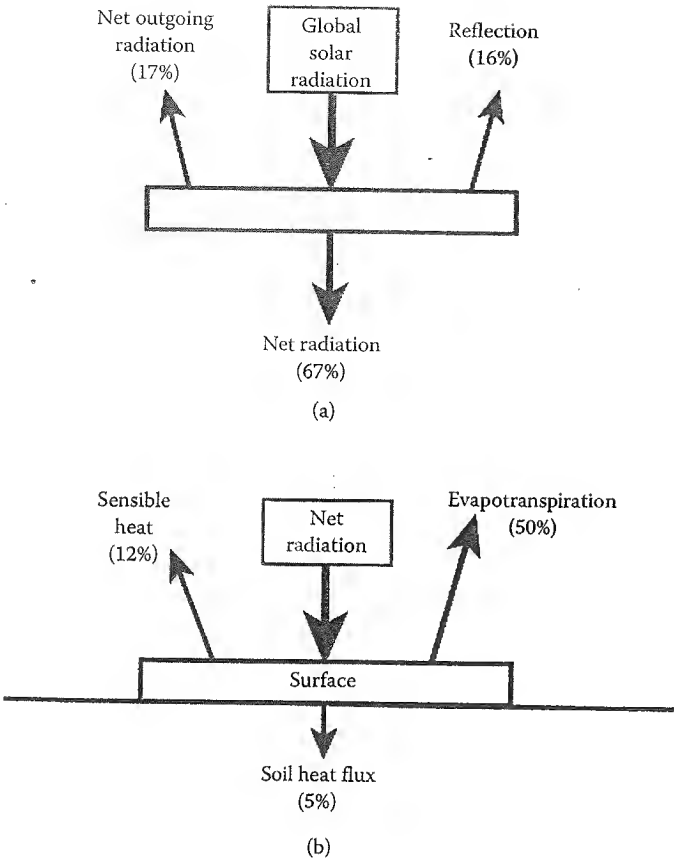 Net outgoing
radiation
(17%)
Global
solar
radiation
Reflection
(16%)
Net radiation
(67%)
(a)
Sensible
heat
(12%)
Net
radiation
Evapotranspiration
(50%)
Surface
Soil heat flux
(5%)
(b)